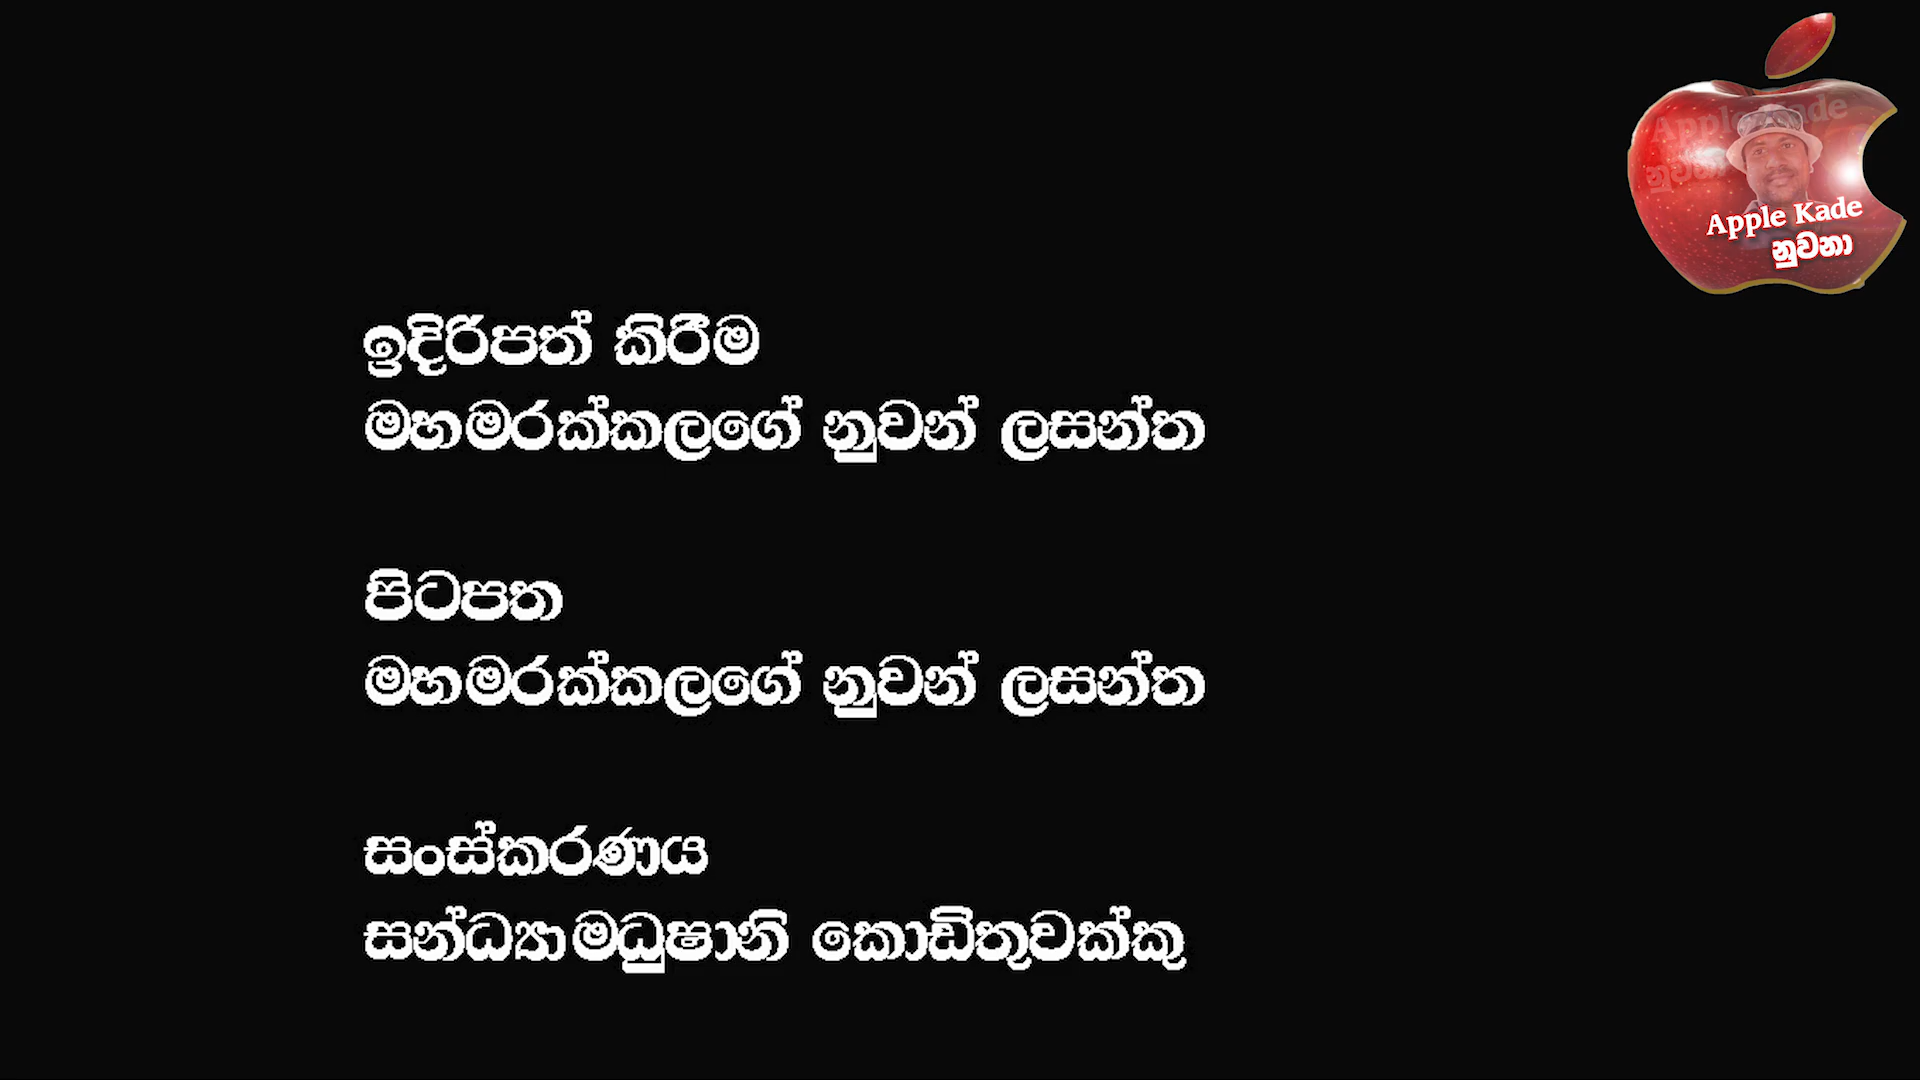 Apple Kade
නුවනා
ඉදිරිපත් කිරීම
මහමරක්කලගේ නුවන් ලසන්ත
පිටපත
මහමරක්කලගේ නුවන් ලසන්ත
සංස්කරණය
සන්ධ්‍යාමධුෂානි කොඩිතුවක්කු